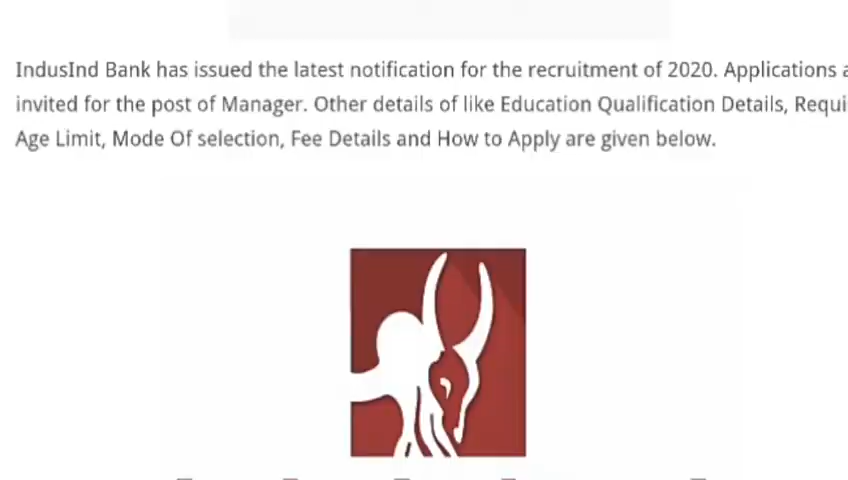 IndusInd Bank has issued the latest notification for the recruitment of 2020. Applications
invited for the post of Manager. Other details of like Education Qualification Details,
Age Limit, Mode Of selection, Fee Details and How to Apply are given below.